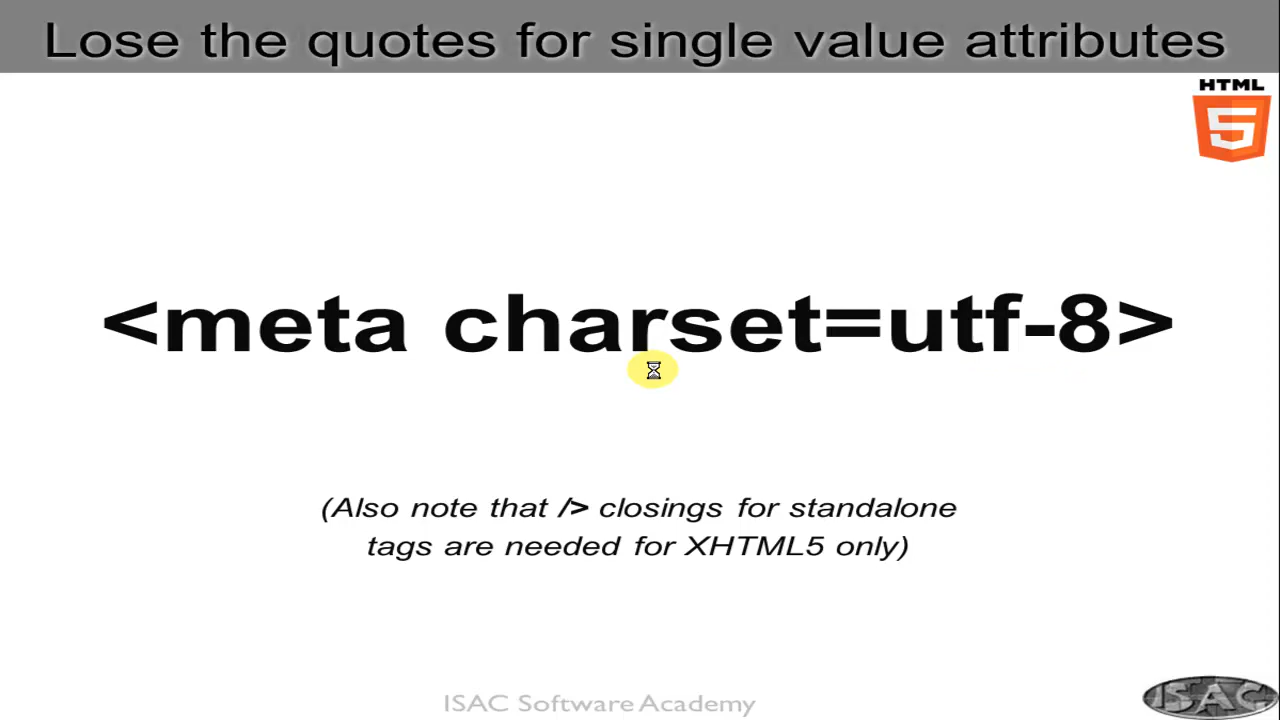 Lose the quotes for single value attributes
HTML
5
<meta charset=utf-8>
(Also note that /> closings for standalone
tags are needed for XHTML5 only)
ISAC Software Academy
ISAC